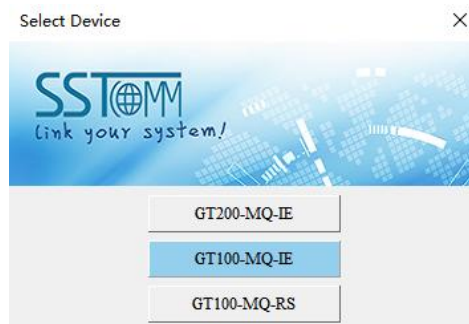 Select Device
SSTCOMM
Link your system!
GT200-MQ-IE
GT100-MQ-IE
GT100-MQ-RS